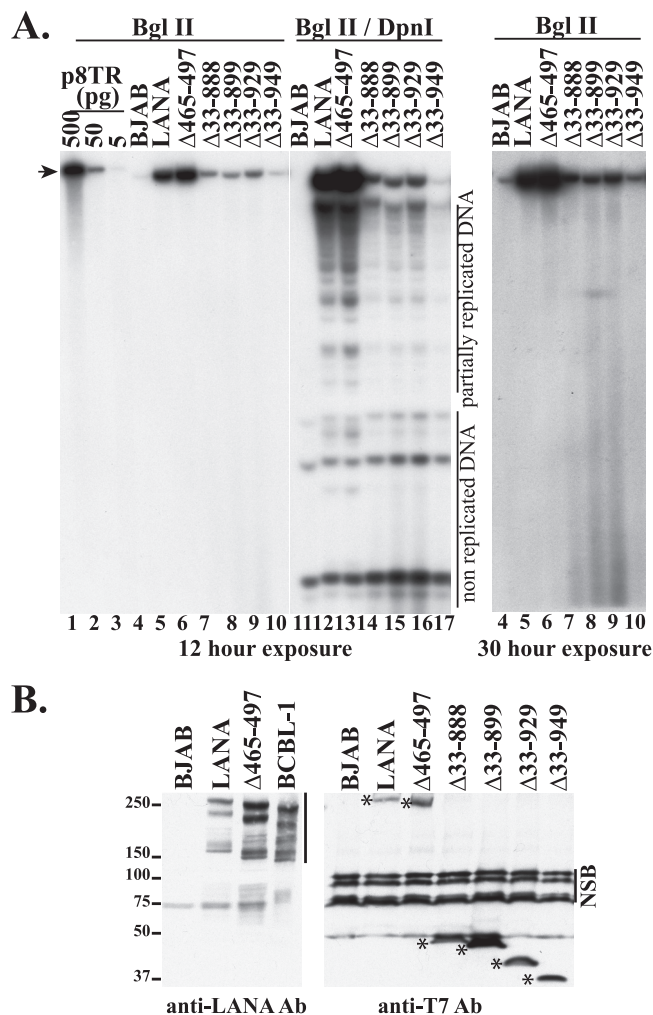 A.
Bgl II
Bgl II / DpnI
Bgl II
p8TR
(pg)
500
50
5
BJAB
LANA
Δ465-497
Δ33-888
Δ33-899
Δ33-929
Δ33-949
BJAB
LANA
Δ465-497
Δ33-888
Δ33-899
Δ33-929
Δ33-949
BJAB
LANA
Δ465-497
Δ33-888
Δ33-899
Δ33-929
Δ33-949
partially replicated DNA
non replicated DNA
1 2 3 4 5 6 7 8 9 10 11 12 13 14 15 16 17
4 5 6 7 8 9 10
12 hour exposure
30 hour exposure
B.
BJAB
LANA
Δ465-497
BCBL-1
BJAB
LANA
Δ465-497
Δ33-888
Δ33-899
Δ33-929
Δ33-949
250
150
100
75
50
37
* *
NSB
* *
*
*
anti-LANA Ab
anti-T7 Ab